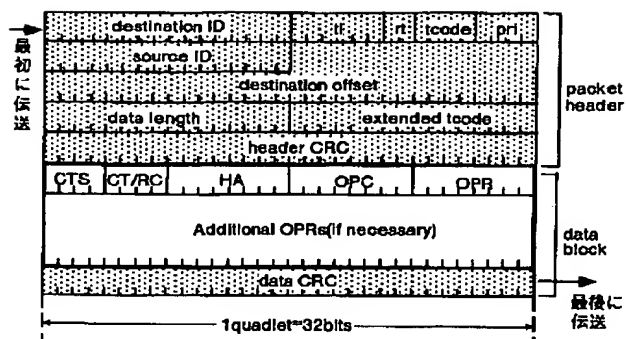 最初に伝送
destination ID tl rt tcode pri
source ID
destination offset
data length extended tcode
header CRC
packet header
CTS CT/RC HA OPC OPR
Additional OPRs(if necessary)
data block
data CRC
最後に伝送
1quadlet=32bits